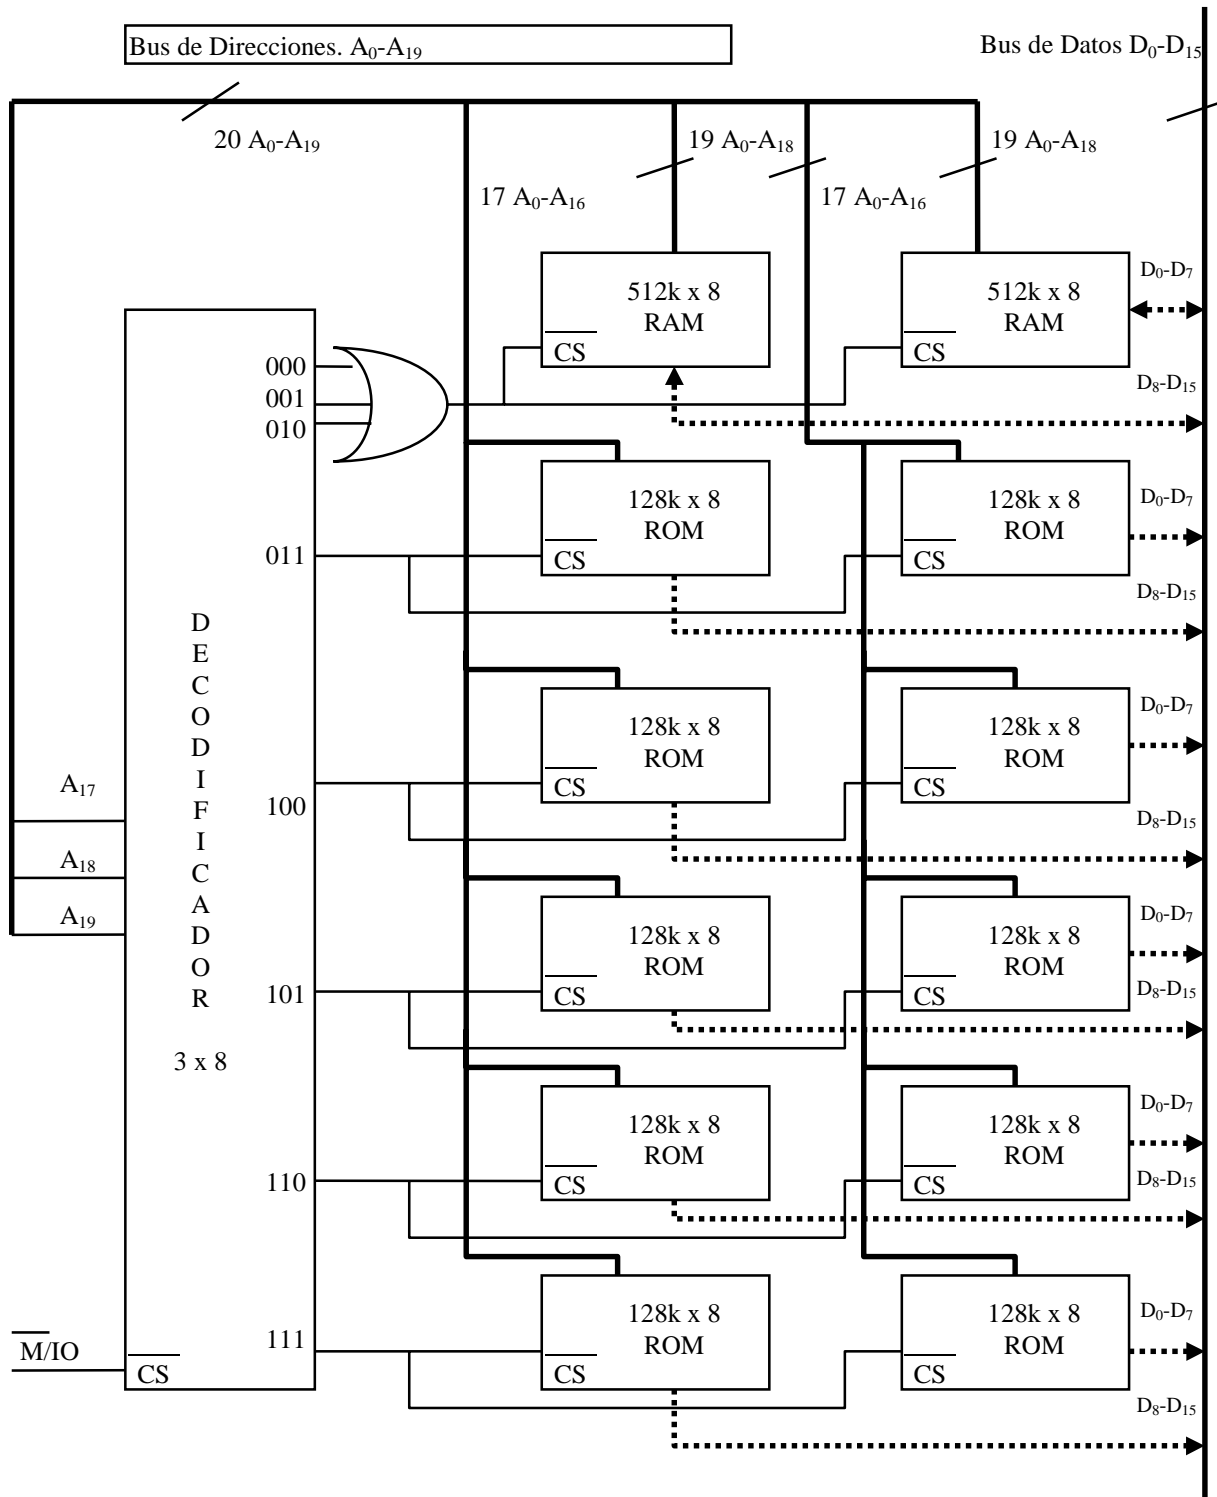 Bus de Direcciones. A₀-A₁₉
Bus de Datos D₀-D₁₅
20 A₀-A₁₉
19 A₀-A₁₈
19 A₀-A₁₈
17 A₀-A₁₆
17 A₀-A₁₆
512k x 8
RAM
CS
512k x 8
RAM
CS
D₀-D₇
D₈-D₁₅
000
001
010
128k x 8
ROM
CS
128k x 8
ROM
CS
D₀-D₇
D₈-D₁₅
011
DECODIFICADOR
3 x 8
128k x 8
ROM
CS
128k x 8
ROM
CS
D₀-D₇
D₈-D₁₅
A₁₇
100
A₁₈
A₁₉
128k x 8
ROM
CS
128k x 8
ROM
CS
D₀-D₇
D₈-D₁₅
101
128k x 8
ROM
CS
128k x 8
ROM
CS
D₀-D₇
D₈-D₁₅
110
128k x 8
ROM
CS
128k x 8
ROM
CS
D₀-D₇
D₈-D₁₅
111
M/IO
CS